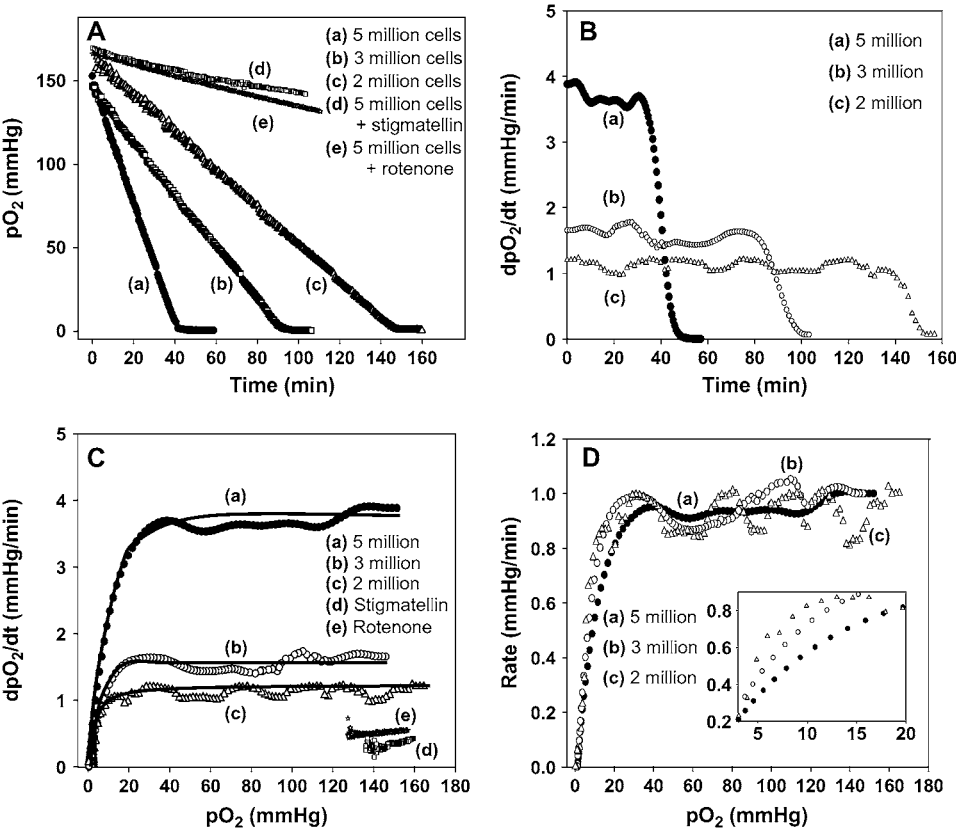 A
(a) 5 million cells
(b) 3 million cells
(c) 2 million cells
(d) 5 million cells
+ stigmatellin
(e) 5 million cells
+ rotenone
(d)
(e)
(a)
(b)
(c)
150
100
50
0
0 20 40 60 80 100 120 140 160
pO2 (mmHg)
Time (min)
B
(a) 5 million
(b) 3 million
(c) 2 million
(a)
(b)
(c)
5
4
3
2
1
0
0 20 40 60 80 100 120 140 160
dpO2/dt (mmHg/min)
Time (min)
C
(a)
(a) 5 million
(b) 3 million
(c) 2 million
(d) Stigmatellin
(e) Rotenone
(b)
(c)
(e)
(d)
5
4
3
2
1
0
0 20 40 60 80 100 120 140 160 180
dpO2/dt (mmHg/min)
pO2 (mmHg)
D
(b)
(a)
(c)
(a) 5 million
(b) 3 million
(c) 2 million
0.8
0.6
0.4
0.2
5 10 15 20
1.2
1.0
0.8
0.6
0.4
0.2
0.0
0 20 40 60 80 100 120 140 160 180
Rate (mmHg/min)
pO2 (mmHg)